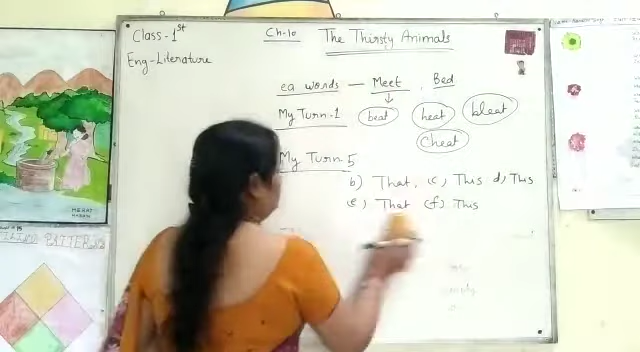 Class-1st
Ch-10 The Thirsty Animals
Eng-Literature
ea words — Meet, Bed
My Turn-1 beat heat bleat
Cheat
My Turn 5
b) That, (c) This d) This
(e) That (f) This